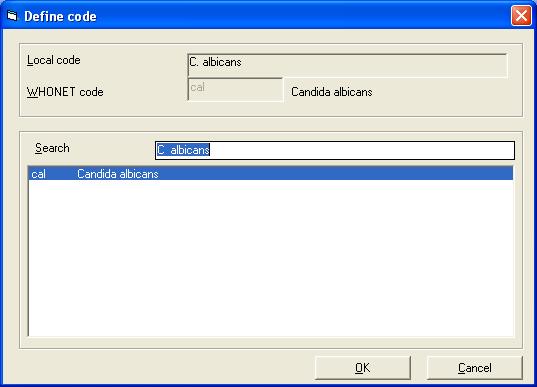 Define code
Local code C. albicans
WHONET code cal Candida albicans
Search C albicans
cal Candida albicans
OK Cancel